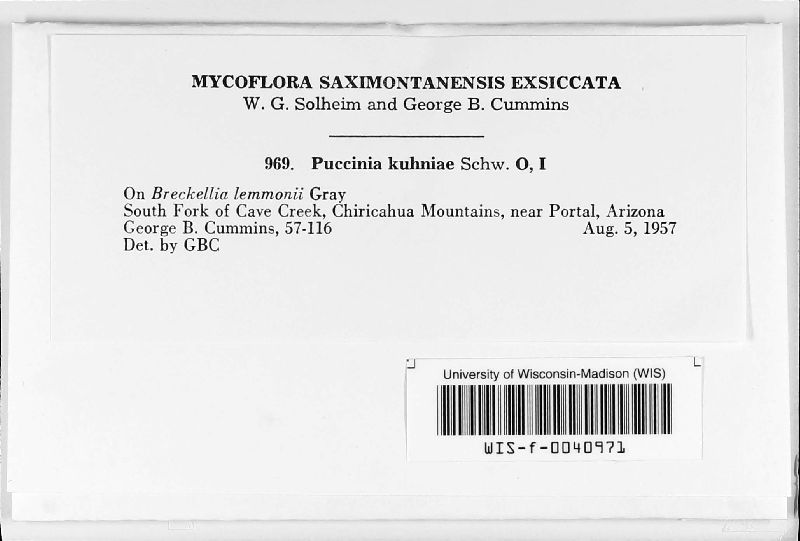 MYCOFLORA SAXIMONTANENSIS EXSICCATA
W. G. Solheim and George B. Cummins
969. Puccinia kuhniae Schw. O, I
On Breckellia lemmonii Gray
South Fork of Cave Creek, Chiricahua Mountains, near Portal, Arizona
George B. Cummins, 57-116 Aug. 5, 1957
Det. by GBC
University of Wisconsin-Madison (WIS)
WIS-f-0040971